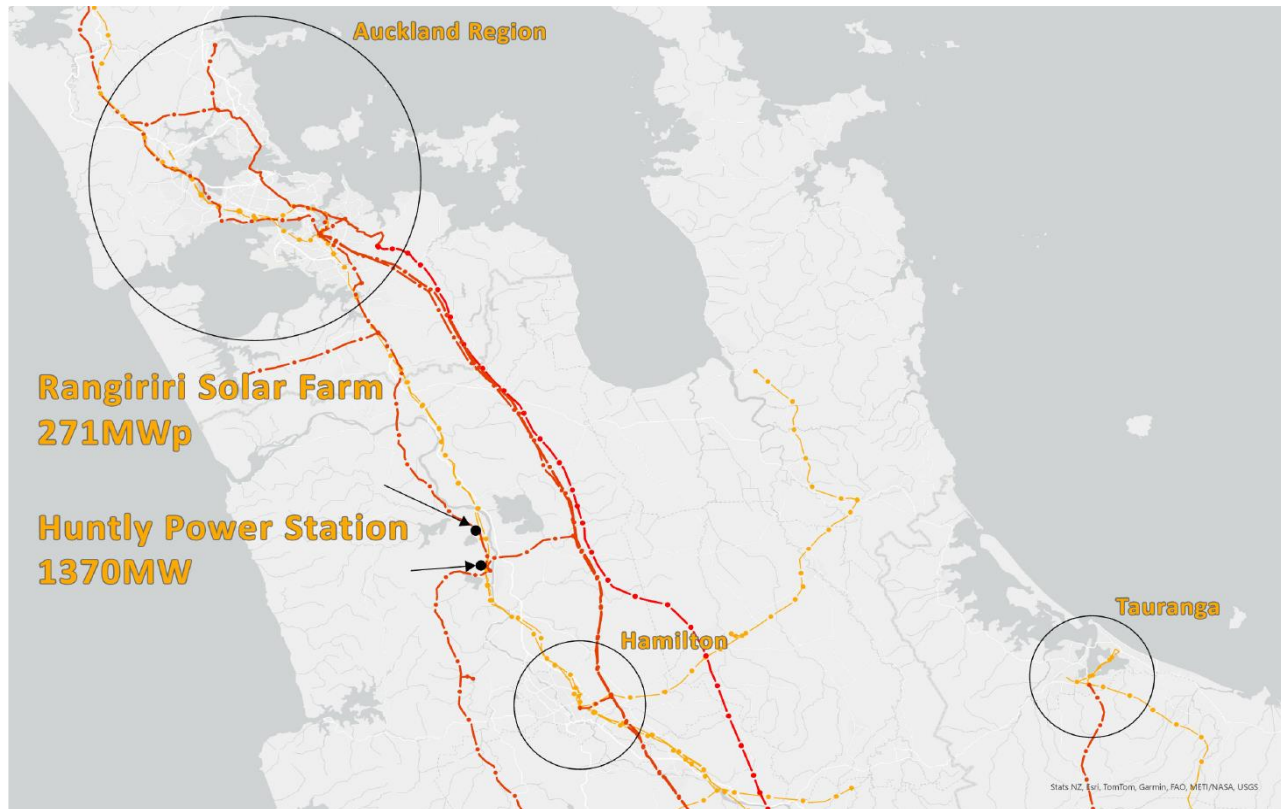 Auckland Region
Rangiriri Solar Farm
271MWp
Huntly Power Station
1370MW
Hamilton
Tauranga
Stats NZ, Esri, TomTom, Garmin, FAO, METI/NASA, USGS